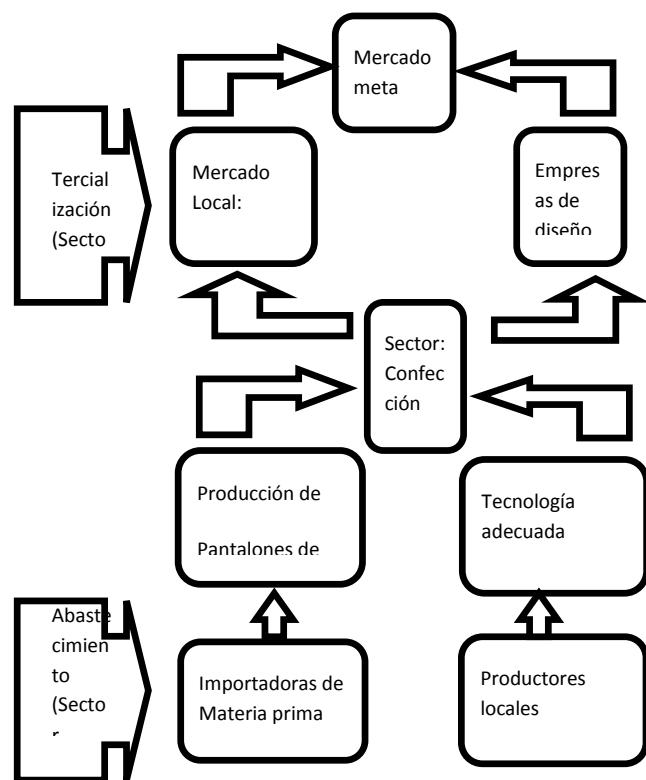 Mercado
meta
Tercial
ización
(Secto
Mercado
Local:
Empres
as de
diseño
Sector:
Confec
ción
Producción de
Pantalones de
Tecnología
adecuada
Abaste
cimien
to
(Secto
r
Importadoras de
Materia prima
Productores
locales